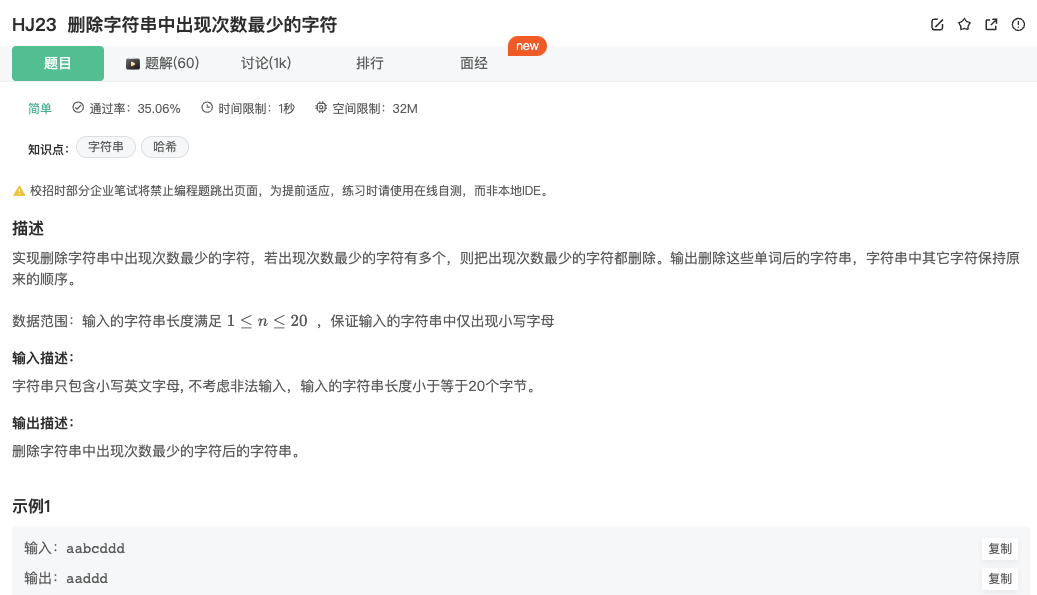 HJ23 删除字符串中出现次数最少的字符
new
题目 题解(60) 讨论(1k) 排行 面经
简单 通过率：35.06% 时间限制：1秒 空间限制：32M
知识点： 字符串 哈希
校招时部分企业笔试将禁止编程题跳出页面，为提前适应，练习时请使用在线自测，而非本地IDE。
描述
实现删除字符串中出现次数最少的字符，若出现次数最少的字符有多个，则把出现次数最少的字符都删除。输出删除这些单词后的字符串，字符串中其它字符保持原
来的顺序。
数据范围：输入的字符串长度满足 1 ≤ n ≤ 20 ，保证输入的字符串中仅出现小写字母
输入描述：
字符串只包含小写英文字母, 不考虑非法输入，输入的字符串长度小于等于20个字节。
输出描述：
删除字符串中出现次数最少的字符后的字符串。
示例1
输入：aabcddd 复制
输出：aaddd 复制